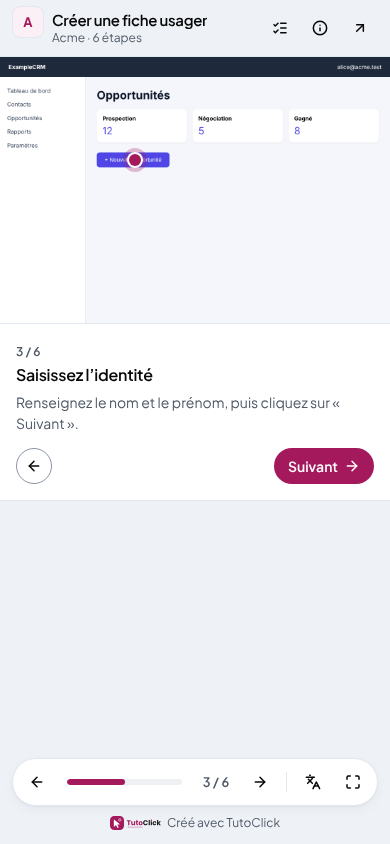 A
Créer une fiche usager
Acme · 6 étapes
ExampleCRM
alice@acme.test
Tableau de bord
Contacts
Opportunités
Rapports
Paramètres
Opportunités
Prospection
12
Négociation
5
Gagné
8
+ Nouv
3 / 6
Saisissez l’identité
Renseignez le nom et le prénom, puis cliquez sur «
Suivant ».
Suivant
3 / 6
TutoClick
Créé avec TutoClick